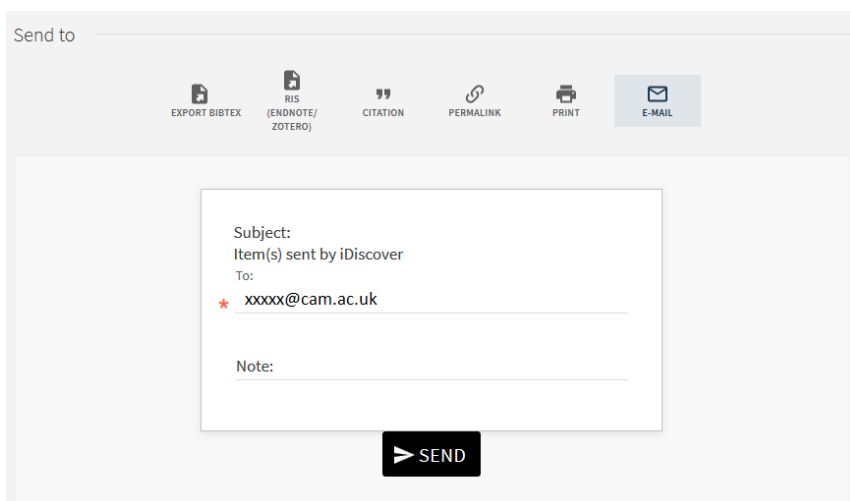 Send to
EXPORT BIBTEX
RIS
(ENDNOTE/
ZOTERO)
CITATION
PERMALINK
PRINT
E-MAIL
Subject:
Item(s) sent by iDiscover
To:
* xxxxx@cam.ac.uk
Note:
SEND